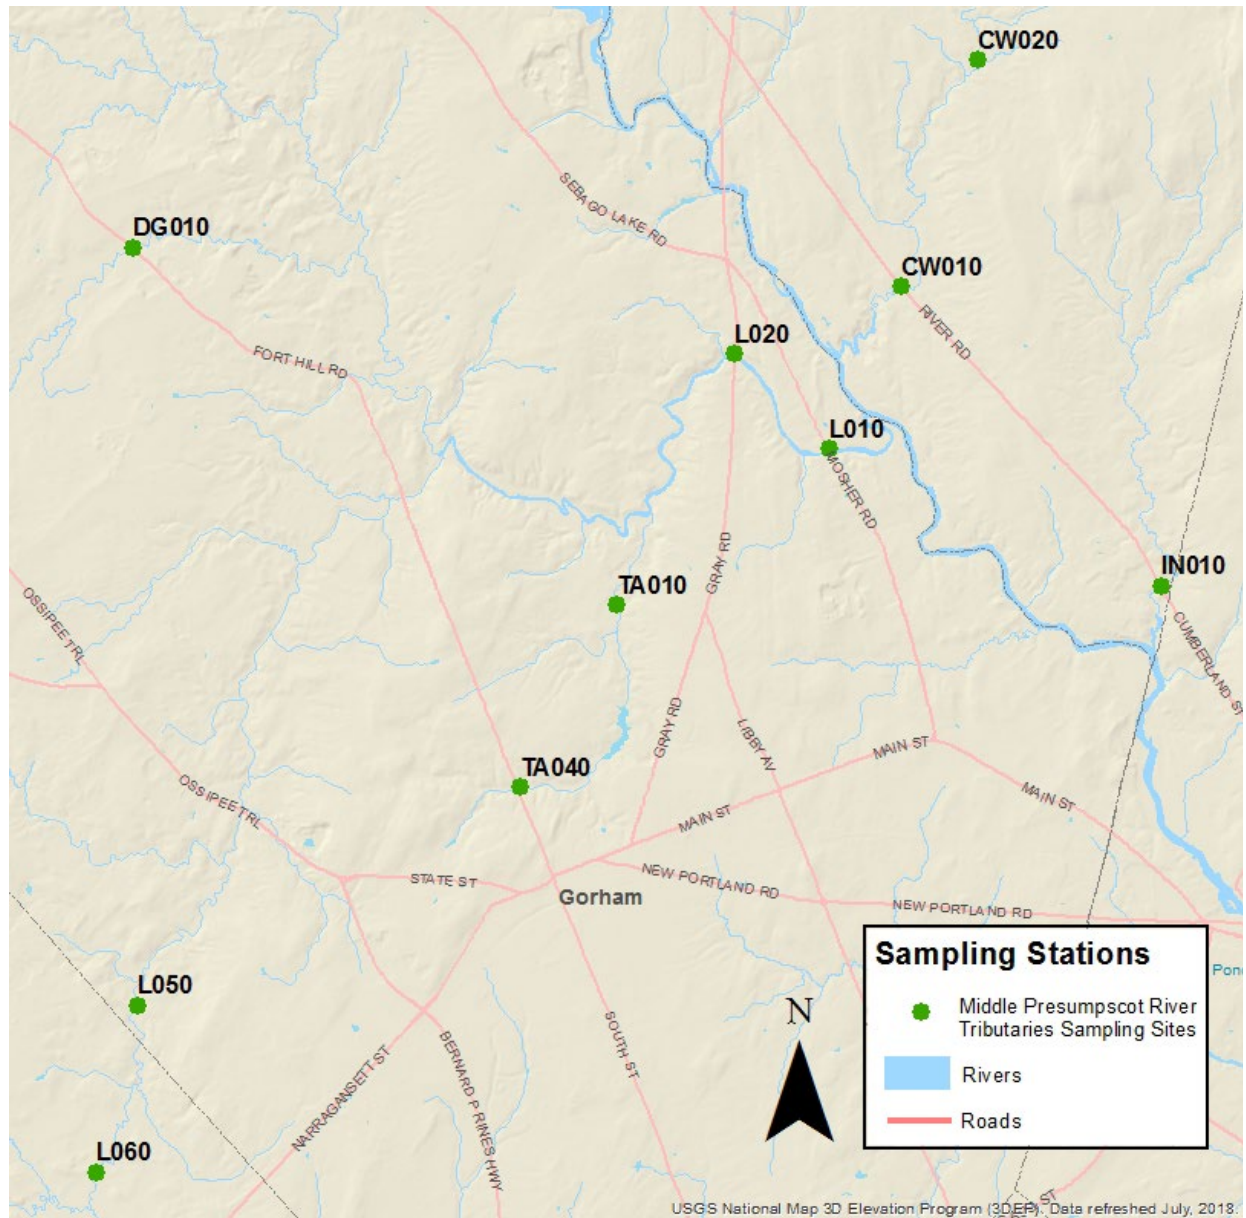 CW020
DG010
SEBAGO LAKE RD
CW010
RIVER RD
L020
FORT HILL RD
L010
MOSHER RD
GRAY RD
IN010
TA010
OSSIPEE TRL
CUMBERLAND ST
GRAY RD
LIBBY AV
MAIN ST
TA040
OSSIPEE TRL
MAIN ST
MAIN ST
STATE ST
NEW PORTLAND RD
Gorham
NEW PORTLAND RD
L050
SOUTH ST
BERNARD P RINES HWY
NARRAGANSETT ST
L060
N
Sampling Stations
Middle Presumpscot River
Tributaries Sampling Sites
Rivers
Roads
Pond
ST
USGS National Map 3D Elevation Program (3DEP). Data refreshed July, 2018.